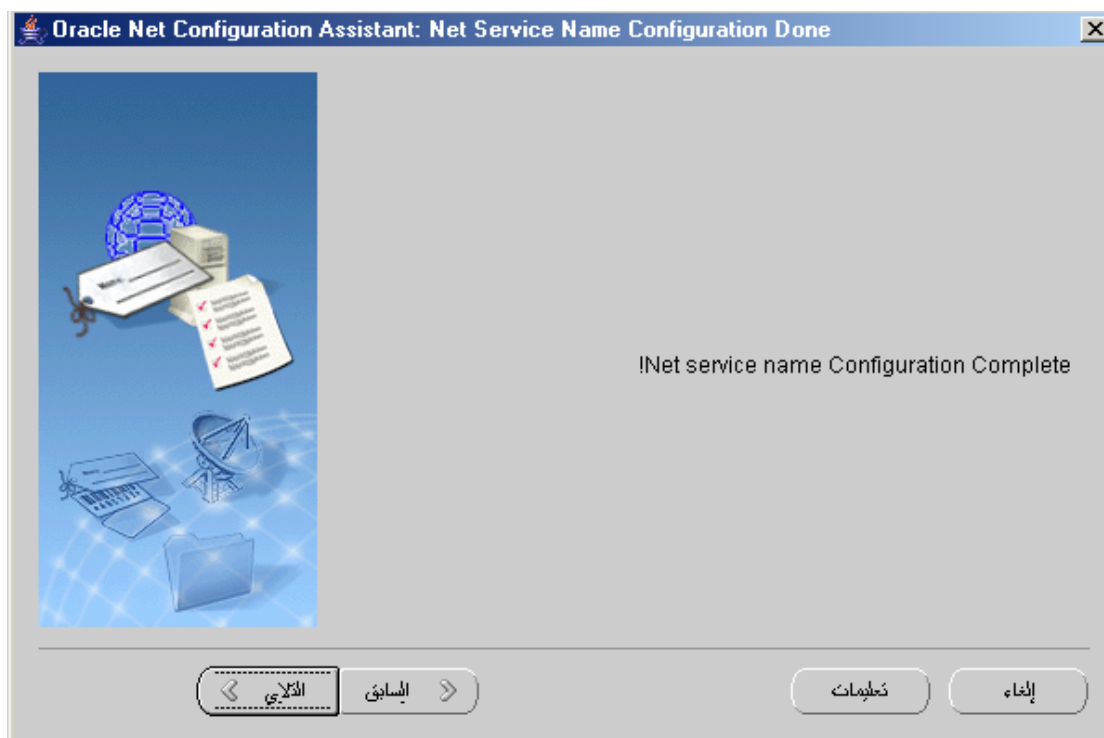 Oracle Net Configuration Assistant: Net Service Name Configuration Done
!Net service name Configuration Complete
إلغاء
تعليمات
السابق
التالي